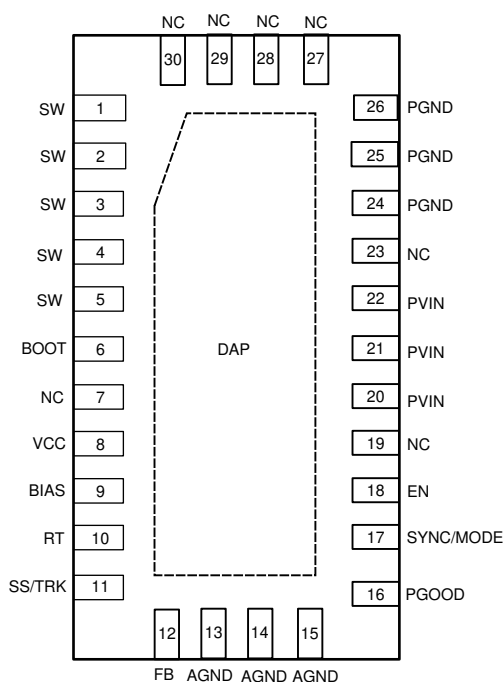 NC NC NC NC
30 29 28 27
SW 1 26 PGND
SW 2 25 PGND
SW 3 24 PGND
SW 4 23 NC
SW 5 22 PVIN
BOOT 6 21 PVIN
DAP
NC 7 20 PVIN
VCC 8 19 NC
BIAS 9 18 EN
RT 10 17 SYNC/MODE
SS/TRK 11 16 PGOOD
12 13 14 15
FB AGND AGND AGND